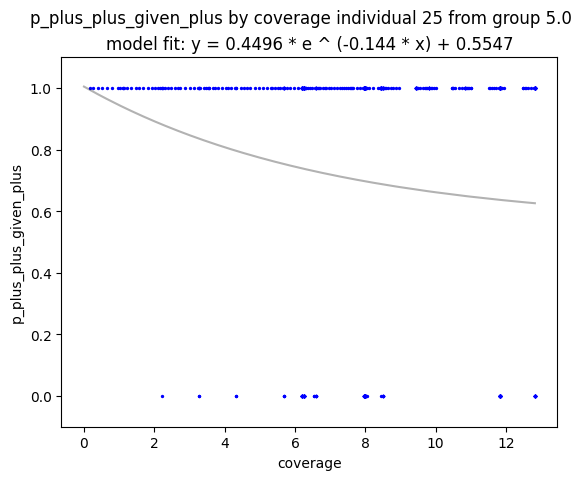 p_plus_plus_given_plus by coverage individual 25 from group 5.0
model fit: y = 0.4496 * e ^ (-0.144 * x) + 0.5547
1.0
0.8
0.6
0.4
0.2
0.0
p_plus_plus_given_plus
0 2 4 6 8 10 12
coverage